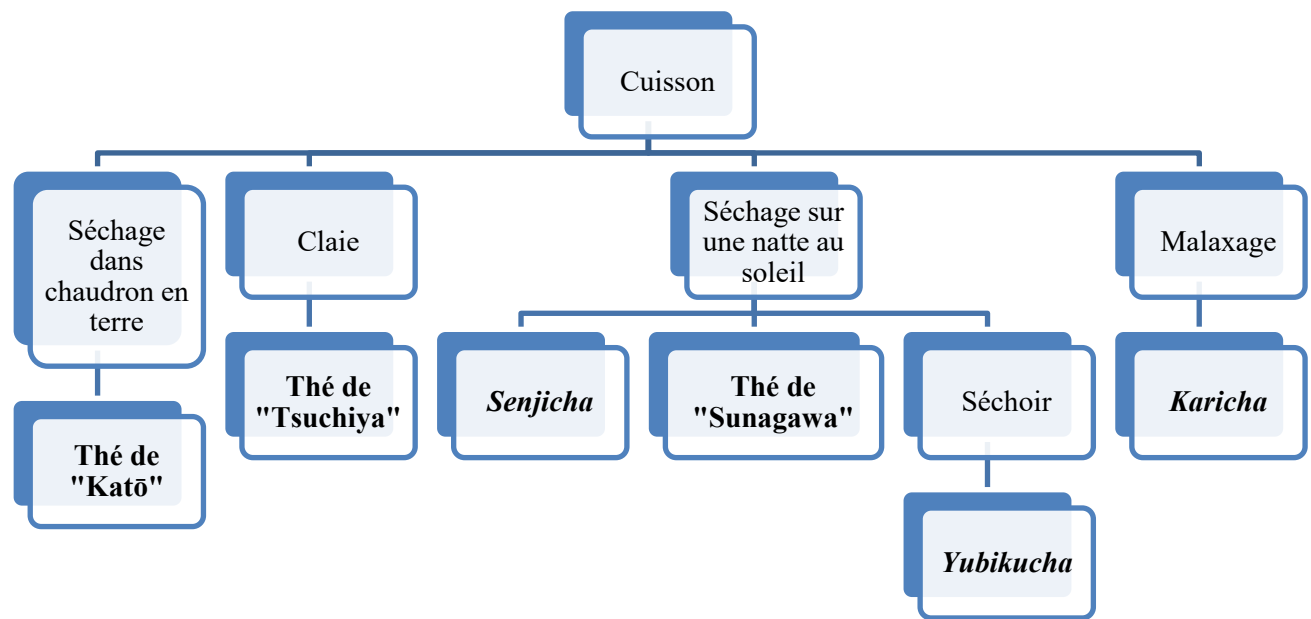 Cuisson
Séchage
dans
chaudron en
terre
Claie
Séchage sur
une natte au
soleil
Malaxage
Thé de
"Katō"
Thé de
"Tsuchiya"
Senjicha
Thé de
"Sunagawa"
Séchoir
Karicha
Yubikucha